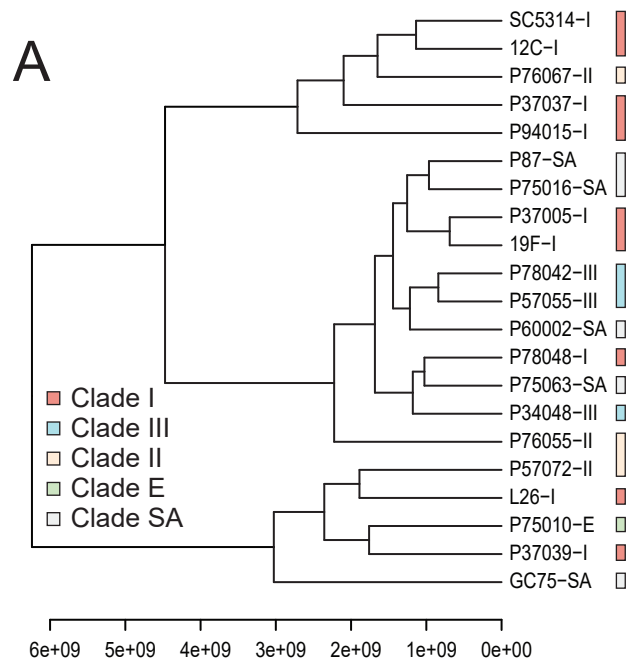 A
SC5314−I
12C−I
P76067−II
P37037−I
P94015−I
P87−SA
P75016−SA
P37005−I
19F−I
P78042−III
P57055−III
P60002−SA
P78048−I
P75063−SA
P34048−III
P76055−II
P57072−II
L26−I
P75010−E
P37039−I
GC75−SA
Clade I
Clade III
Clade II
Clade E
Clade SA
6e+09 5e+09 4e+09 3e+09 2e+09 1e+09 0e+00